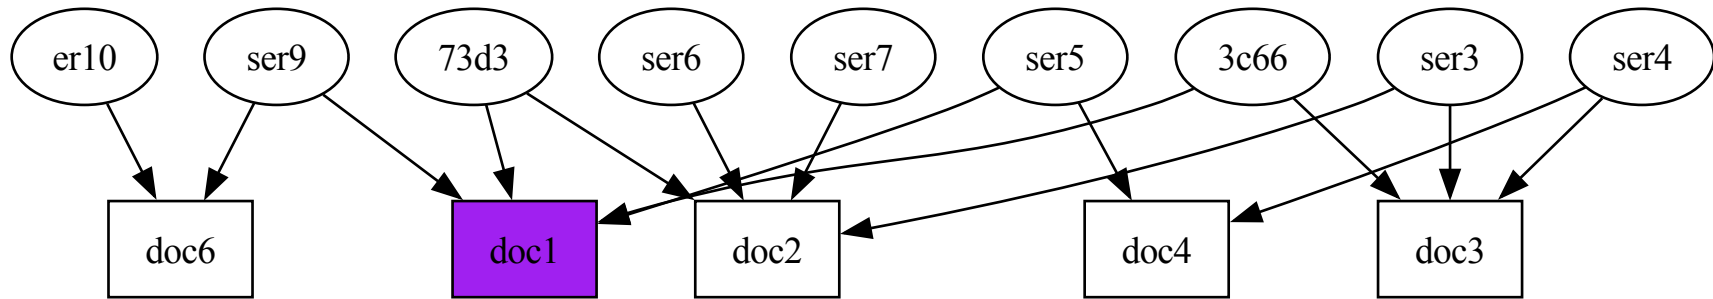 er10 ser9 73d3 ser6 ser7 ser5 3c66 ser3 ser4
doc6 doc1 doc2 doc4 doc3